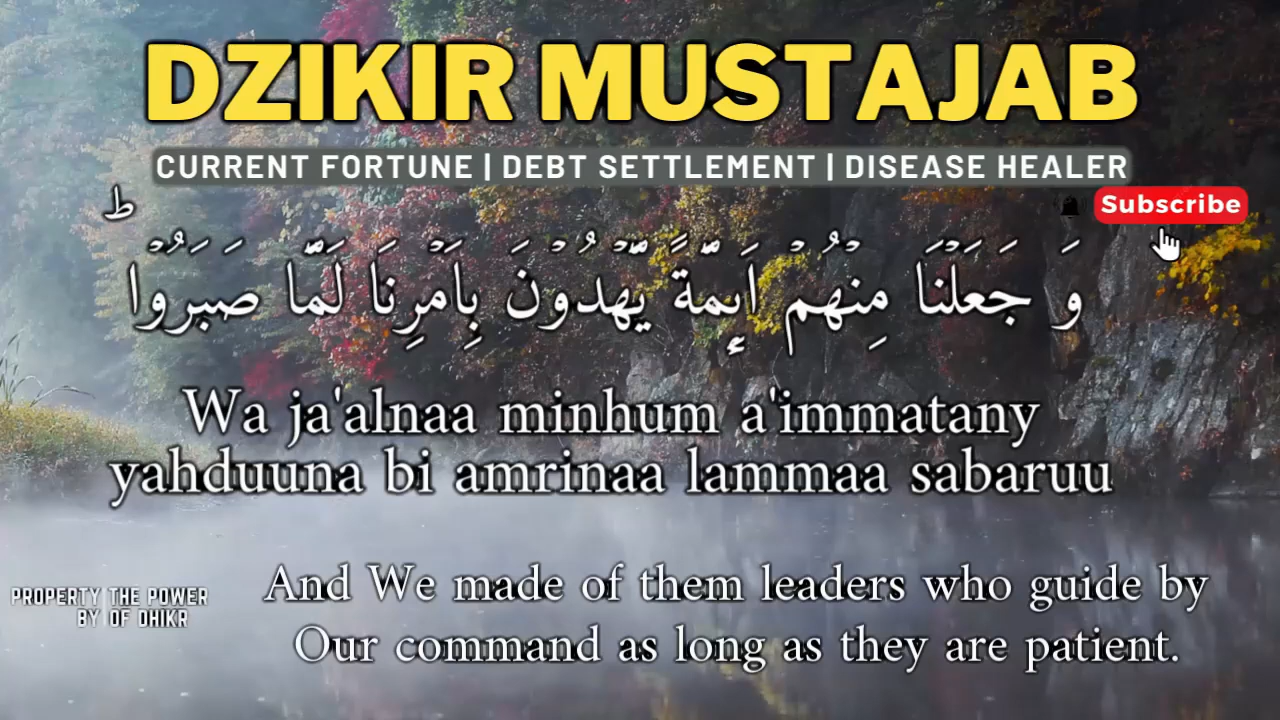 DZIKIR MUSTAJAB
CURRENT FORTUNE | DEBT SETTLEMENT | DISEASE HEALER
Subscribe
وَ جَعَلْنَا مِنْهُمْ اَىِٕمَّةً يَّهْدُوْنَ بِاَمْرِنَا لَمَّا صَبَرُوْا ۗ
Wa ja'alnaa minhum a'immatany
yahduuna bi amrinaa lammaa sabaruu
And We made of them leaders who guide by
Our command as long as they are patient.
PROPERTY THE POWER
BY OF DHIKR